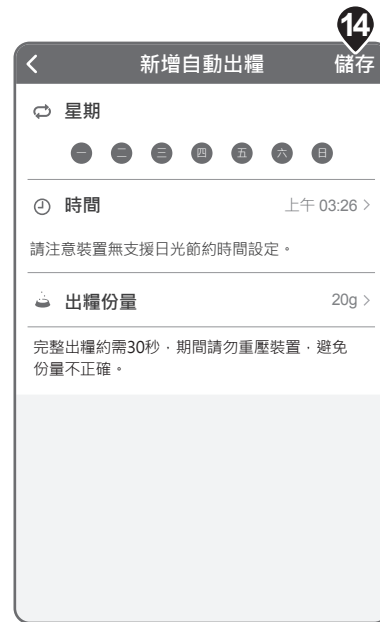 14
新增自動出糧 儲存
星期
一 二 三 四 五 六 日
時間 上午 03:26 >
請注意裝置無支援日光節約時間設定。
出糧份量 20g >
完整出糧約需30秒，期間請勿重壓裝置，避免
份量不正確。